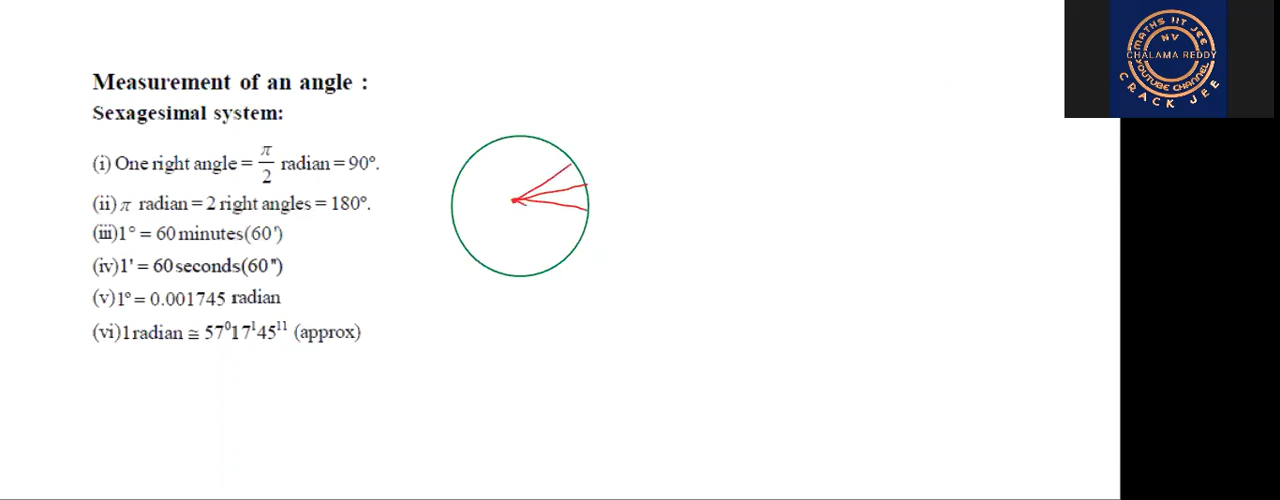 Measurement of an angle :
Sexagesimal system:
(i) One right angle = π/2 radian = 90°.
(ii) π radian = 2 right angles = 180°.
(iii) 1° = 60 minutes(60')
(iv) 1' = 60 seconds(60")
(v) 1° = 0.001745 radian
(vi) 1 radian ≅ 57⁰17¹45¹¹ (approx)
MATHS IIT JEE
NV
CHALAMA REDDY
YOUTUBE CHANNEL
CRACK JEE